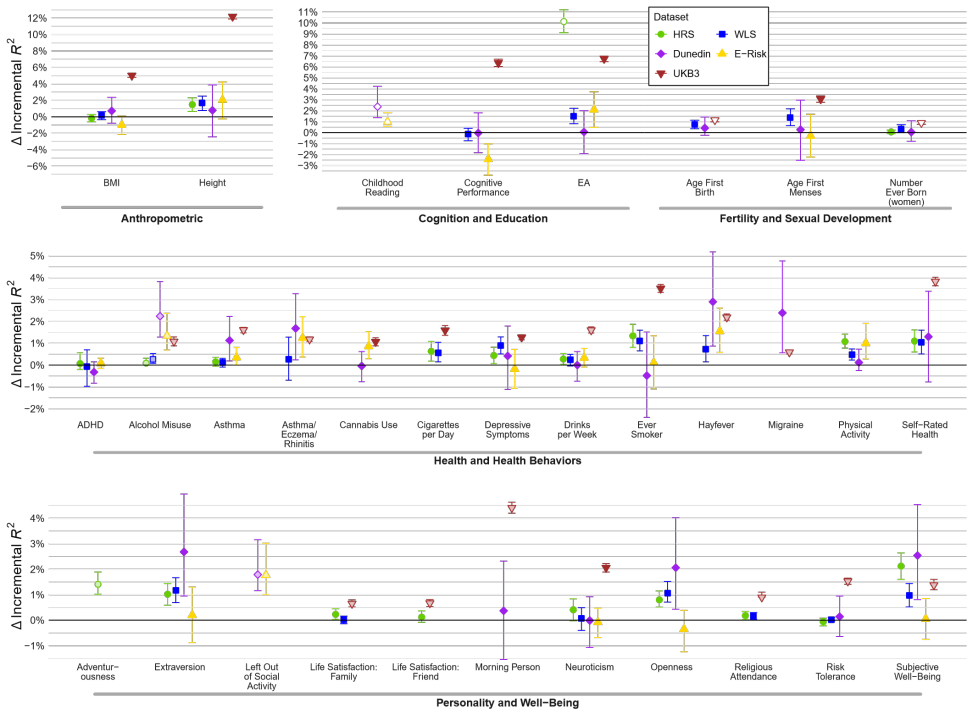 Δ Incremental R²
12%
10%
8%
6%
4%
2%
0%
−2%
−4%
−6%
BMI
Height
Anthropometric
11%
10%
9%
8%
7%
6%
5%
4%
3%
2%
1%
0%
−1%
−2%
−3%
Dataset
HRS
WLS
Dunedin
E−Risk
UKB3
Childhood
Reading
Cognitive
Performance
EA
Age First
Birth
Age First
Menses
Number
Ever Born
(women)
Cognition and Education
Fertility and Sexual Development
Δ Incremental R²
5%
4%
3%
2%
1%
0%
−1%
−2%
ADHD
Alcohol Misuse
Asthma
Asthma/
Eczema/
Rhinitis
Cannabis Use
Cigarettes
per Day
Depressive
Symptoms
Drinks
per Week
Ever
Smoker
Hayfever
Migraine
Physical
Activity
Self−Rated
Health
Health and Health Behaviors
Δ Incremental R²
4%
3%
2%
1%
0%
−1%
Adventur−
ousness
Extraversion
Left Out
of Social
Activity
Life Satisfaction:
Family
Life Satisfaction:
Friend
Morning Person
Neuroticism
Openness
Religious
Attendance
Risk
Tolerance
Subjective
Well−Being
Personality and Well−Being